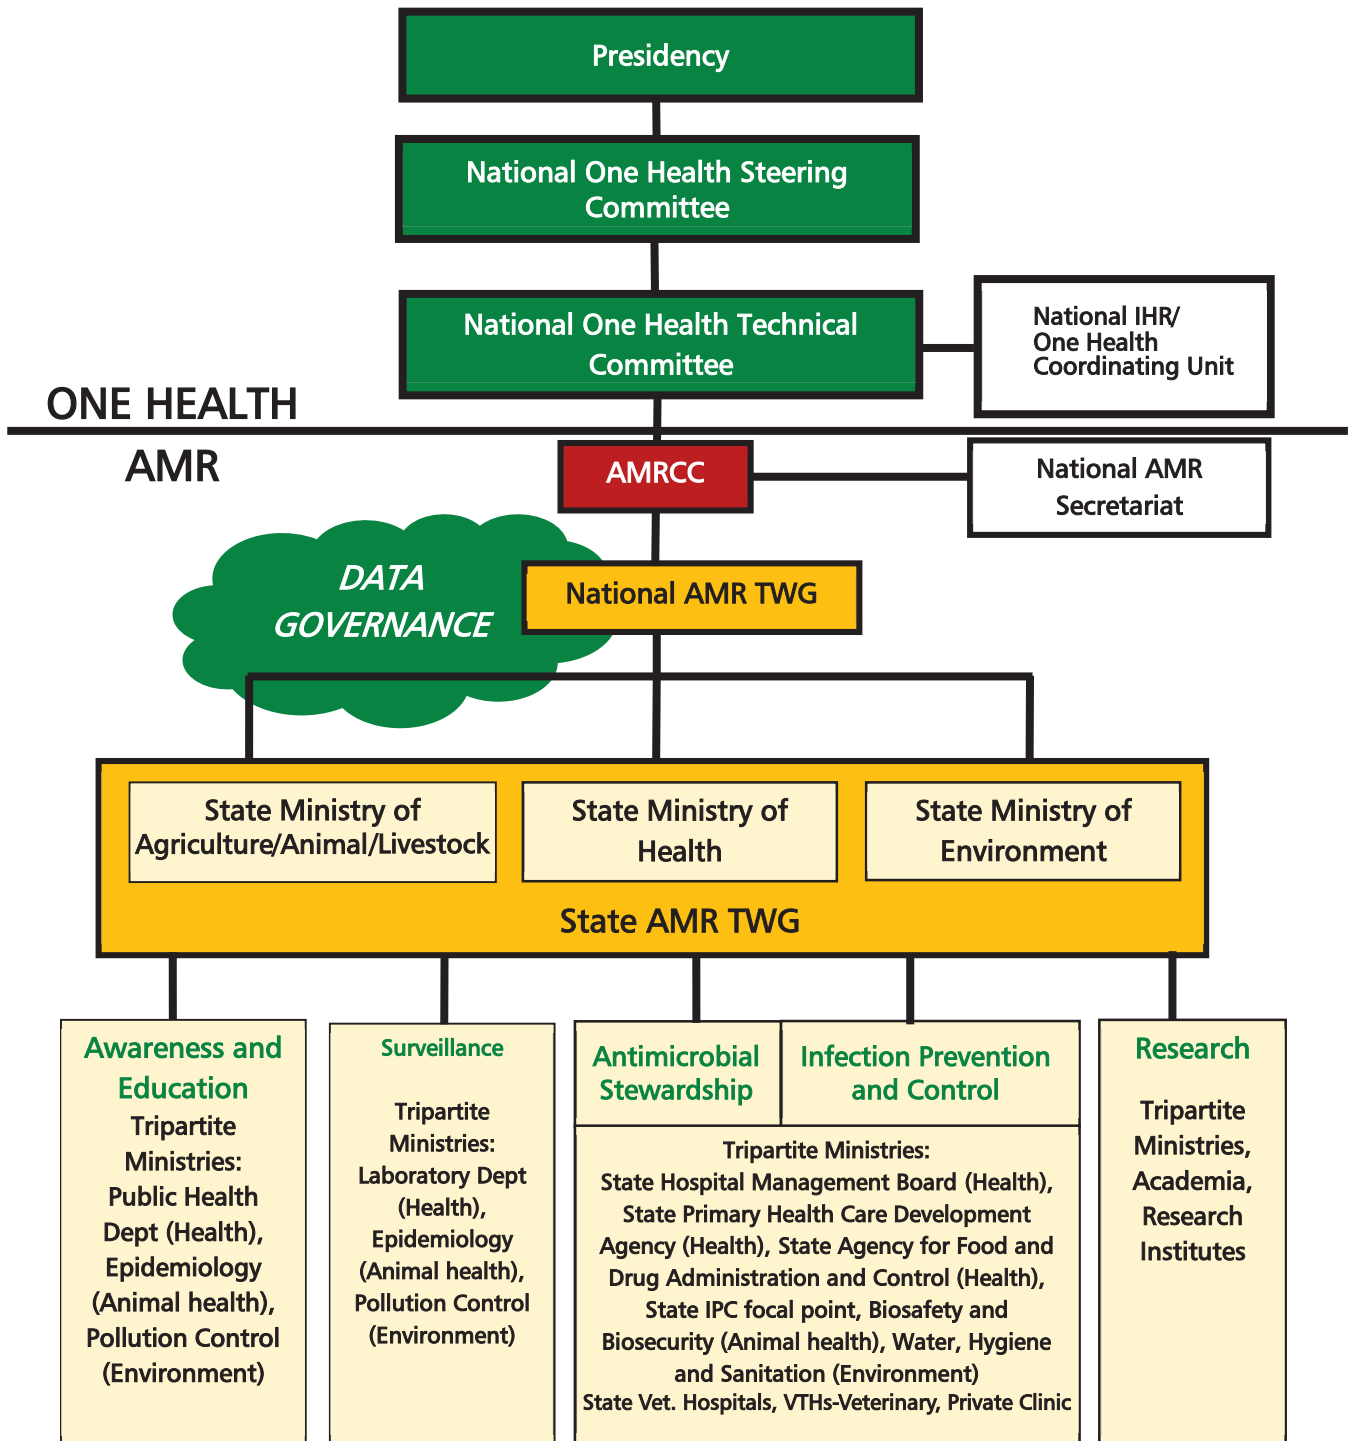 Presidency
National One Health Steering
Committee
National One Health Technical
Committee
National IHR/
One Health
Coordinating Unit
ONE HEALTH
AMR
AMRCC
National AMR
Secretariat
DATA
GOVERNANCE
National AMR TWG
State Ministry of
Agriculture/Animal/Livestock
State Ministry of
Health
State Ministry of
Environment
State AMR TWG
Awareness and
Education
Tripartite
Ministries:
Public Health
Dept (Health),
Epidemiology
(Animal health),
Pollution Control
(Environment)
Surveillance
Tripartite
Ministries:
Laboratory Dept
(Health),
Epidemiology
(Animal health),
Pollution Control
(Environment)
Antimicrobial
Stewardship
Infection Prevention
and Control
Tripartite Ministries:
State Hospital Management Board (Health),
State Primary Health Care Development
Agency (Health), State Agency for Food and
Drug Administration and Control (Health),
State IPC focal point, Biosafety and
Biosecurity (Animal health), Water, Hygiene
and Sanitation (Environment)
State Vet. Hospitals, VTHs-Veterinary, Private Clinic
Research
Tripartite
Ministries,
Academia,
Research
Institutes